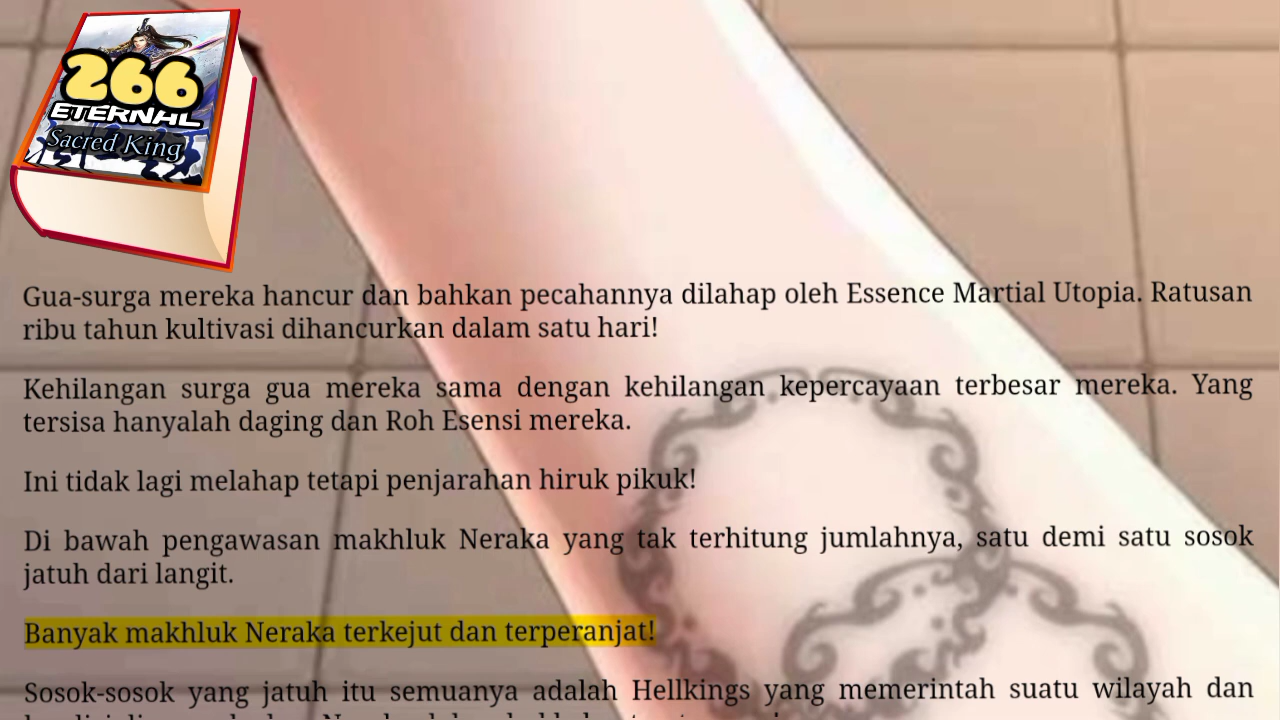 266
ETERNAL
Sacred King
Gua-surga mereka hancur dan bahkan pecahannya dilahap oleh Essence Martial Utopia. Ratusan
ribu tahun kultivasi dihancurkan dalam satu hari!
Kehilangan surga gua mereka sama dengan kehilangan kepercayaan terbesar mereka. Yang
tersisa hanyalah daging dan Roh Esensi mereka.
Ini tidak lagi melahap tetapi penjarahan hiruk pikuk!
Di bawah pengawasan makhluk Neraka yang tak terhitung jumlahnya, satu demi satu sosok
jatuh dari langit.
Banyak makhluk Neraka terkejut dan terperanjat!
Sosok-sosok yang jatuh itu semuanya adalah Hellkings yang memerintah suatu wilayah dan